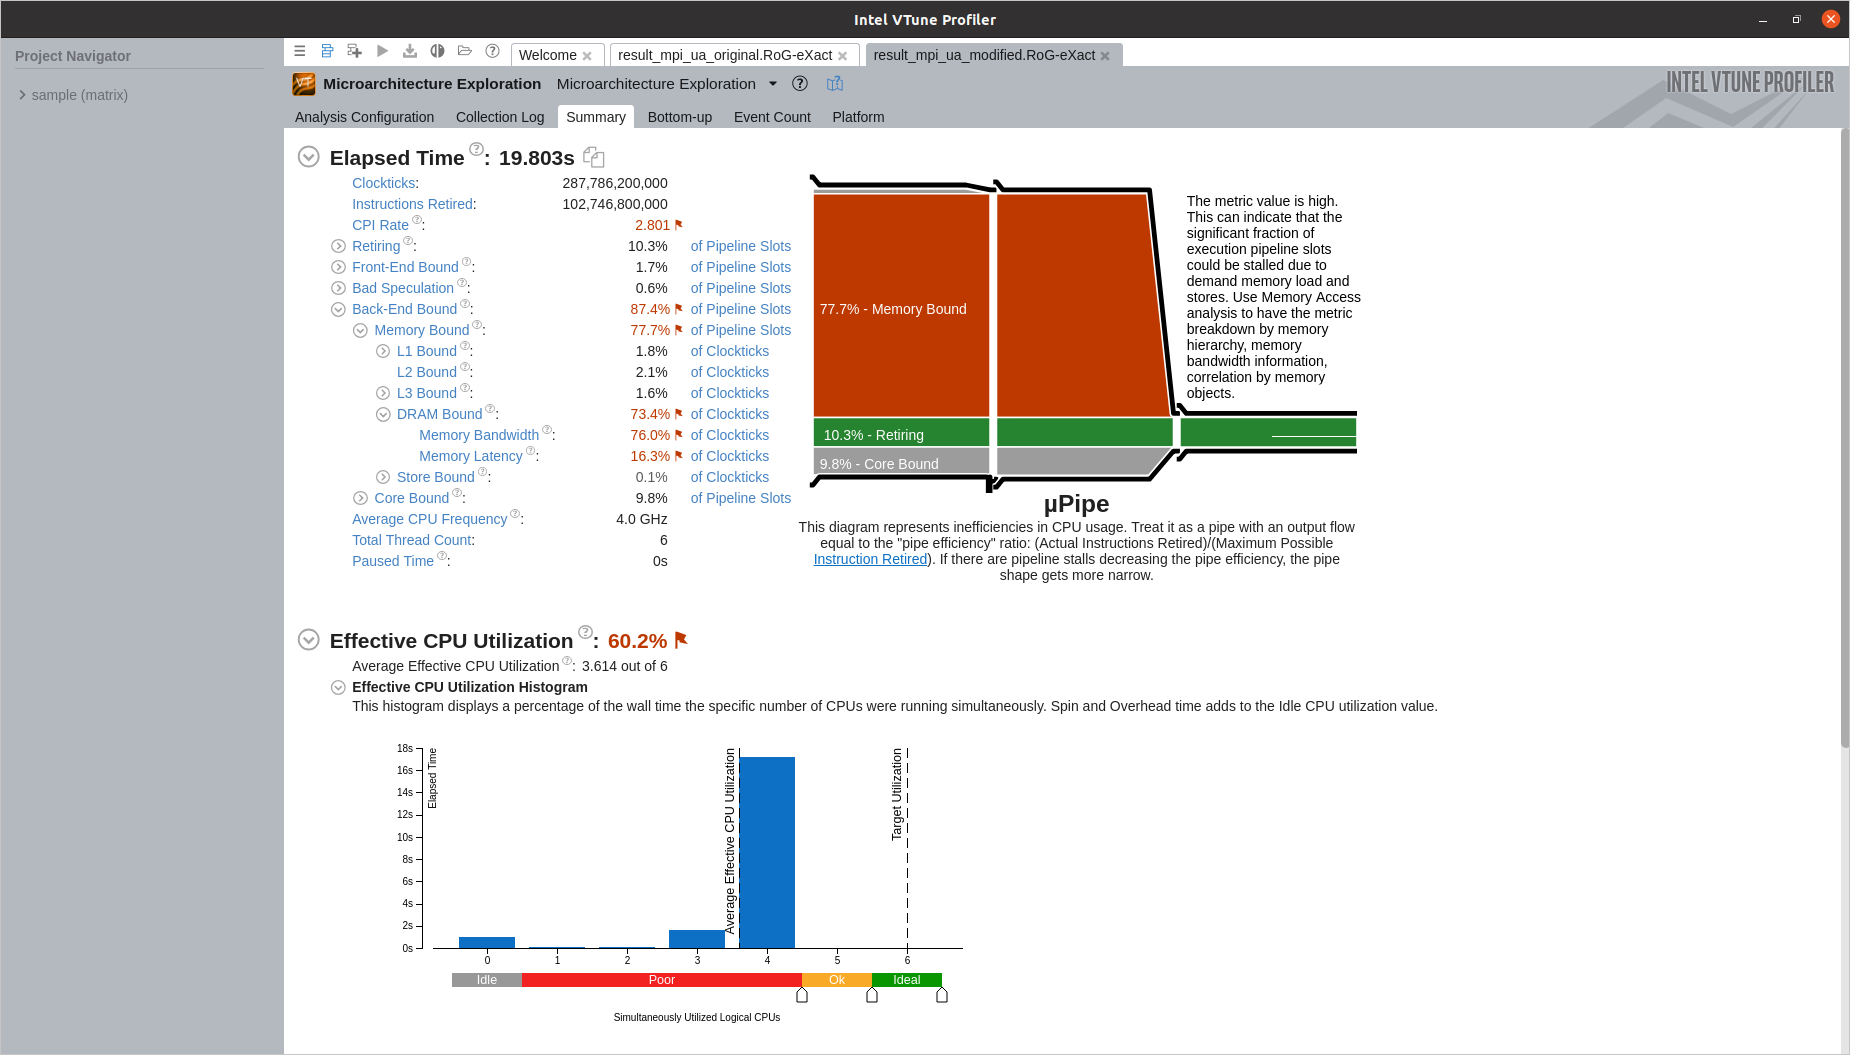 Intel VTune Profiler
Project Navigator
sample (matrix)
Welcome
result_mpi_ua_original.RoG-eXact
result_mpi_ua_modified.RoG-eXact
Microarchitecture Exploration Microarchitecture Exploration
INTEL VTUNE PROFILER
Analysis Configuration Collection Log Summary Bottom-up Event Count Platform
Elapsed Time ?: 19.803s
Clockticks: 287,786,200,000
Instructions Retired: 102,746,800,000
CPI Rate ?: 2.801
Retiring ?: 10.3% of Pipeline Slots
Front-End Bound ?: 1.7% of Pipeline Slots
Bad Speculation ?: 0.6% of Pipeline Slots
Back-End Bound ?: 87.4% of Pipeline Slots
Memory Bound ?: 77.7% of Pipeline Slots
L1 Bound ?: 1.8% of Clockticks
L2 Bound ?: 2.1% of Clockticks
L3 Bound ?: 1.6% of Clockticks
DRAM Bound ?: 73.4% of Clockticks
Memory Bandwidth ?: 76.0% of Clockticks
Memory Latency ?: 16.3% of Clockticks
Store Bound ?: 0.1% of Clockticks
Core Bound ?: 9.8% of Pipeline Slots
Average CPU Frequency ?: 4.0 GHz
Total Thread Count: 6
Paused Time ?: 0s
77.7% - Memory Bound
10.3% - Retiring
9.8% - Core Bound
The metric value is high.
This can indicate that the
significant fraction of
execution pipeline slots
could be stalled due to
demand memory load and
stores. Use Memory Access
analysis to have the metric
breakdown by memory
hierarchy, memory
bandwidth information,
correlation by memory
objects.
µPipe
This diagram represents inefficiencies in CPU usage. Treat it as a pipe with an output flow
equal to the "pipe efficiency" ratio: (Actual Instructions Retired)/(Maximum Possible
Instruction Retired). If there are pipeline stalls decreasing the pipe efficiency, the pipe
shape gets more narrow.
Effective CPU Utilization ?: 60.2%
Average Effective CPU Utilization ?: 3.614 out of 6
Effective CPU Utilization Histogram
This histogram displays a percentage of the wall time the specific number of CPUs were running simultaneously. Spin and Overhead time adds to the Idle CPU utilization value.
18s
16s
14s
12s
10s
8s
6s
4s
2s
0s
Elapsed Time
Average Effective CPU Utilization
Target Utilization
0 1 2 3 4 5 6
Idle Poor Ok Ideal
Simultaneously Utilized Logical CPUs